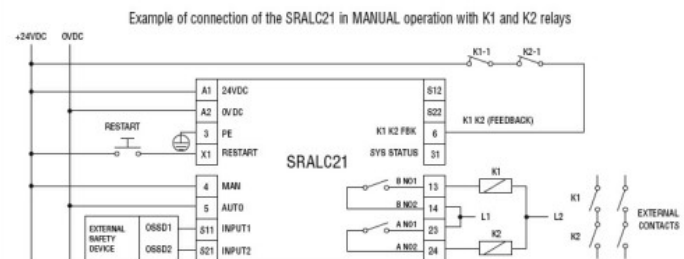 Example of connection of the SRALC21 in MANUAL operation with K1 and K2 relays
+24VDC 0VDC
K1-1 K2-1
A1 24VDC S12
A2 0VDC S22
K1 K2 (FEEDBACK)
RESTART
3 PE K1 K2 FBK 6
X1 RESTART SYS STATUS 31
SRALC21
K1
4 MAN B NO1 13
5 AUTO B NO2 14
L1 L2
K1
EXTERNAL
CONTACTS
EXTERNAL
SAFETY
DEVICE
OSSD1 S11 INPUT1 A NO1 23
K2
K2
OSSD2 S21 INPUT2 A NO2 24